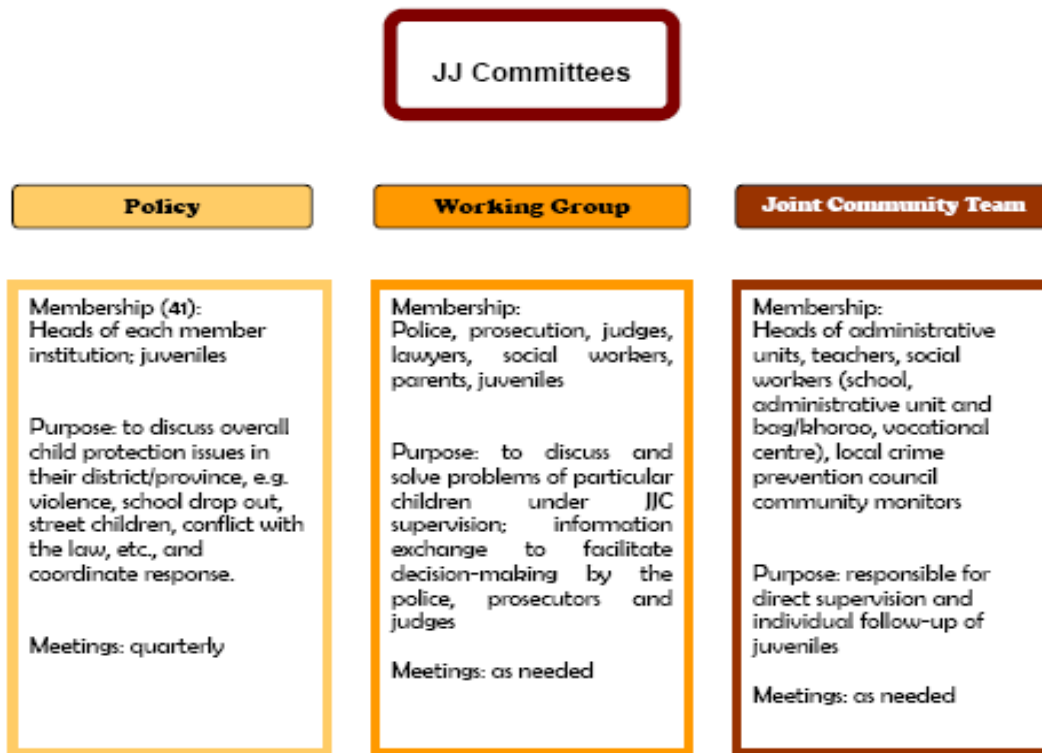 JJ Committees
Policy
Working Group
Joint Community Team
Membership (41):
Heads of each member
institution; juveniles
Purpose: to discuss overall
child protection issues in
their district/province, e.g.
violence, school drop out,
street children, conflict with
the law, etc., and
coordinate response.
Meetings: quarterly
Membership:
Police, prosecution, judges,
lawyers, social workers,
parents, juveniles
Purpose: to discuss and
solve problems of particular
children under JJC
supervision; information
exchange to facilitate
decision-making by the
police, prosecutors and
judges
Meetings: as needed
Membership:
Heads of administrative
units, teachers, social
workers (school,
administrative unit and
bag/khoroo, vocational
centre), local crime
prevention council
community monitors
Purpose: responsible for
direct supervision and
individual follow-up of
juveniles
Meetings: as needed